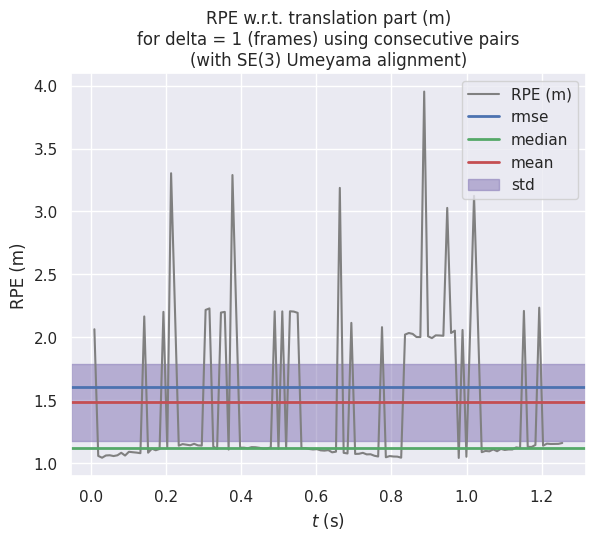 RPE w.r.t. translation part (m)
for delta = 1 (frames) using consecutive pairs
(with SE(3) Umeyama alignment)
RPE (m)
rmse
median
mean
std
4.0
3.5
3.0
2.5
2.0
1.5
1.0
RPE (m)
0.0 0.2 0.4 0.6 0.8 1.0 1.2
t (s)